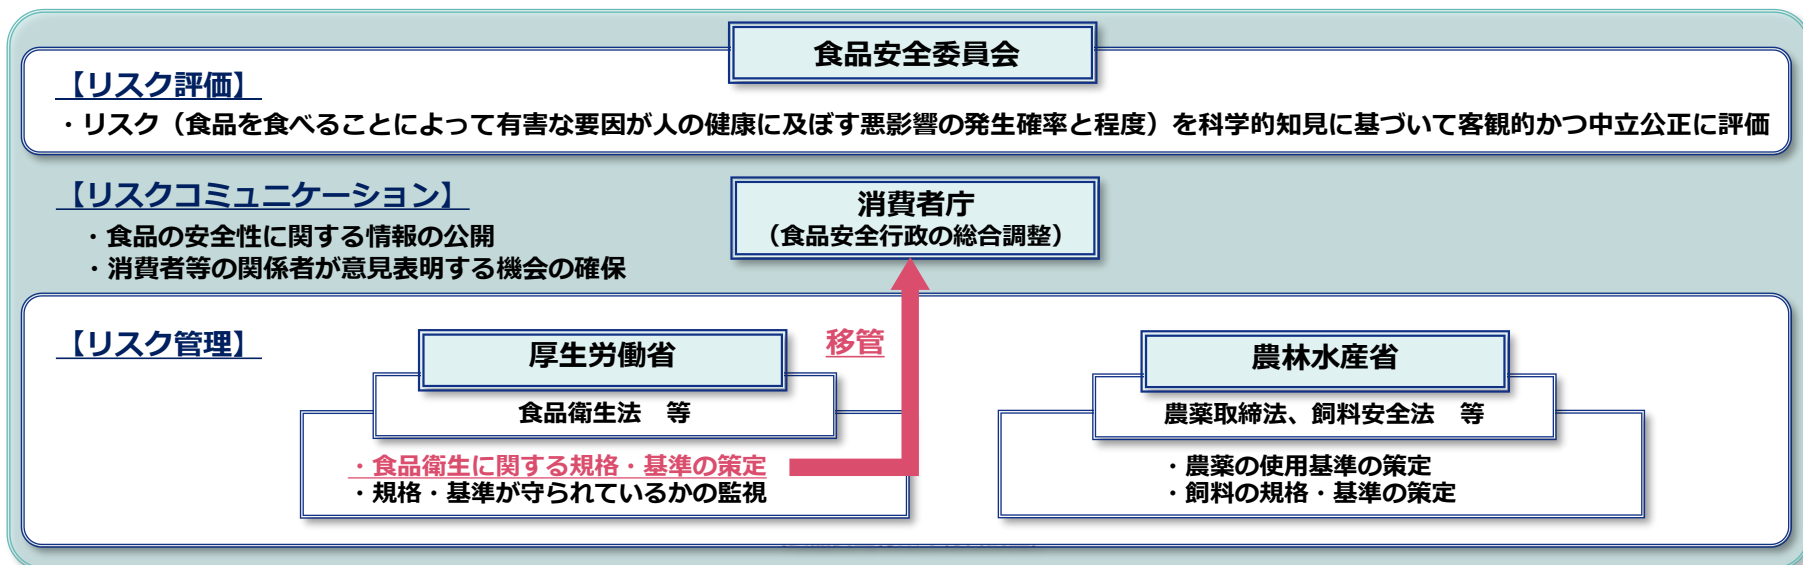 食品安全委員会
【リスク評価】
・リスク（食品を食べることによって有害な要因が人の健康に及ぼす悪影響の発生確率と程度）を科学的知見に基づいて客観的かつ中立公正に評価
【リスクコミュニケーション】
・食品の安全性に関する情報の公開
・消費者等の関係者が意見表明する機会の確保
消費者庁
（食品安全行政の総合調整）
【リスク管理】
厚生労働省
食品衛生法　等
・食品衛生に関する規格・基準の策定
・規格・基準が守られているかの監視
移管
農林水産省
農薬取締法、飼料安全法　等
・農薬の使用基準の策定
・飼料の規格・基準の策定